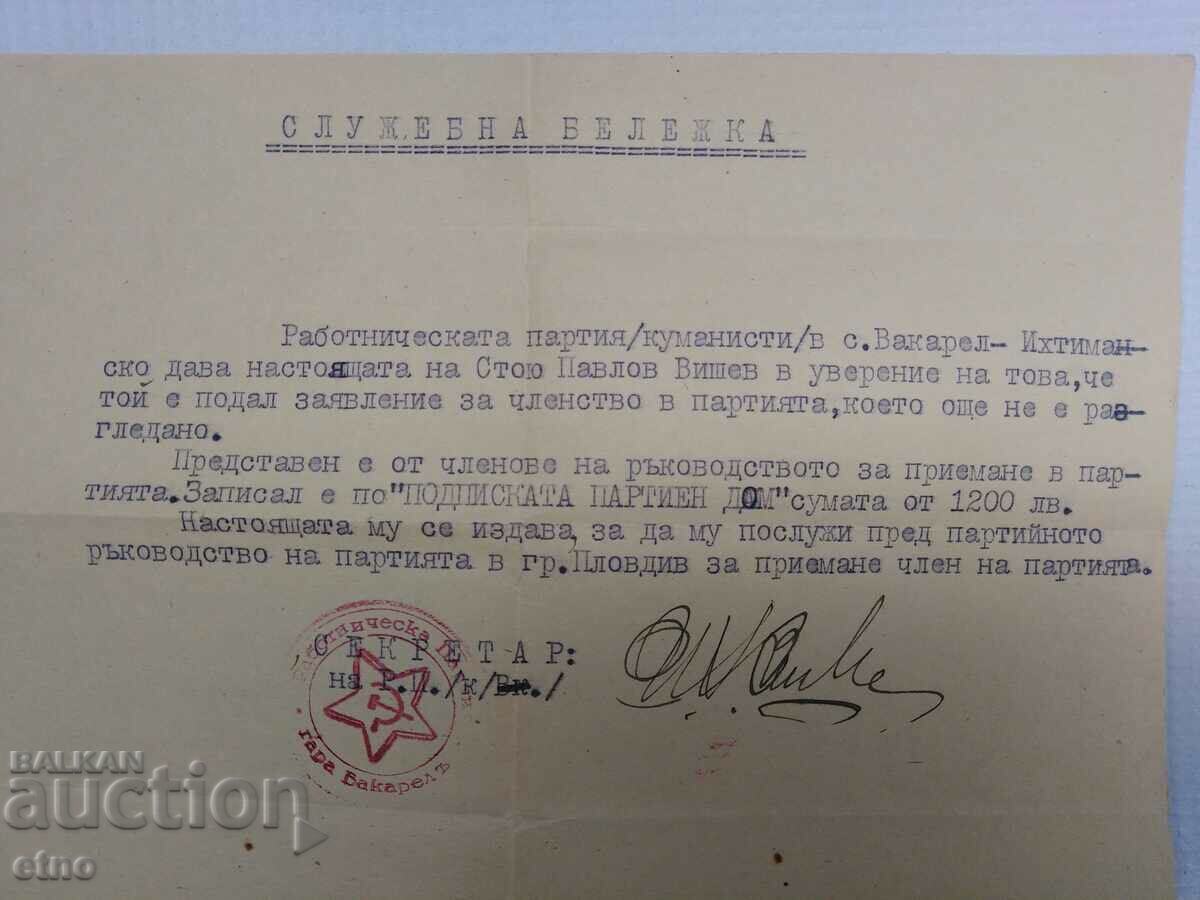 СЛУЖЕБНА БЕЛЕЖКА
Работническата партия/куманисти/в с.Вакарел- Ихтиман-
ско дава настоящата на Стою Павлов Вишев в уверение на това,че
той е подал заявление за членство в партията,което още не е раз-
гледано.
Представен е от членове на ръководството за приемане в пар-
тията.Записал е по"ПОДПИСКАТА ПАРТИЕН ДОМ"сумата от 1200 лв.
Настоящата му се издава, за да му послужи пред партийното
ръководство на партията в гр.Пловдив за приемане член на партията.
СЕКРЕТАР:
на Р.П./к/
Работническа
гара Вакарелъ
BALKAN
auction
etno